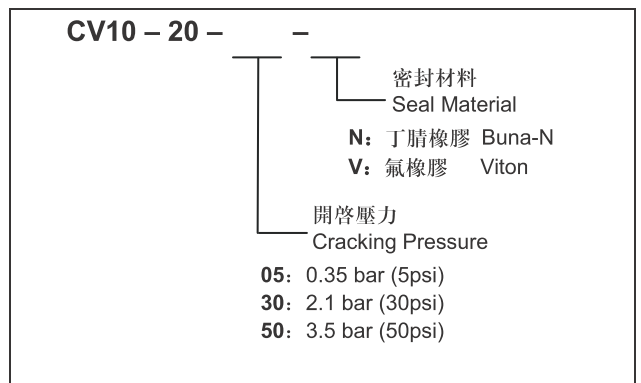 CV10 – 20 – –
密封材料
Seal Material
N：丁腈橡膠 Buna-N
V：氟橡膠 Viton
開啓壓力
Cracking Pressure
05：0.35 bar (5psi)
30：2.1 bar (30psi)
50：3.5 bar (50psi)